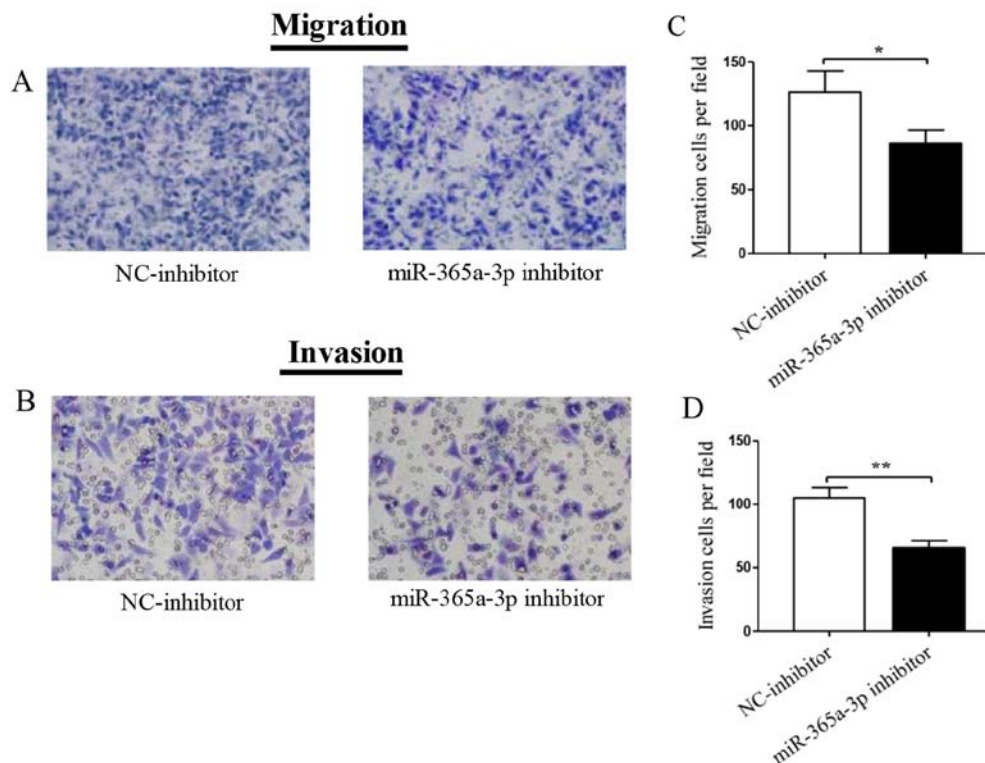 Migration
A
NC-inhibitor
miR-365a-3p inhibitor
Invasion
B
NC-inhibitor
miR-365a-3p inhibitor
C
Migration cells per field
150
100
50
0
*
NC-inhibitor
miR-365a-3p inhibitor
D
Invasion cells per field
150
100
50
0
**
NC-inhibitor
miR-365a-3p inhibitor